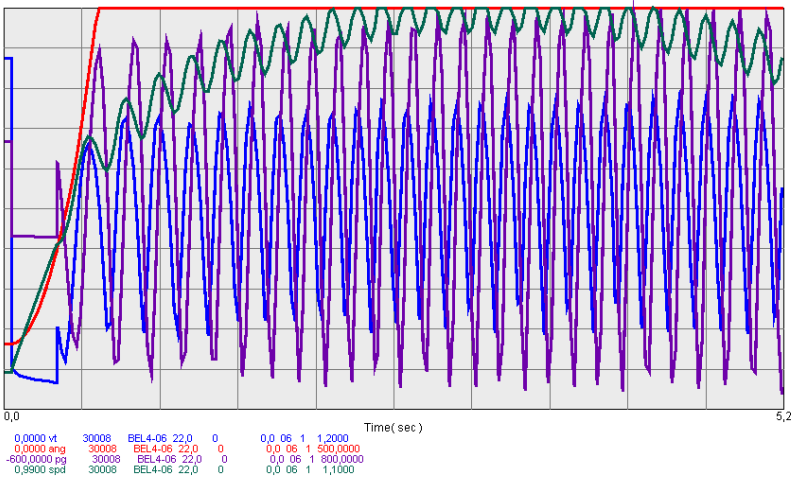 0,0 5,2
Time( sec )
0,0000 vt 30008 BEL4-06 22,0 0 0,0 06 1 1,2000
0,0000 ang 30008 BEL4-06 22,0 0 0,0 06 1 500,0000
-600,0000 pg 30008 BEL4-06 22,0 0 0,0 06 1 800,0000
0,9900 spd 30008 BEL4-06 22,0 0 0,0 06 1 1,1000